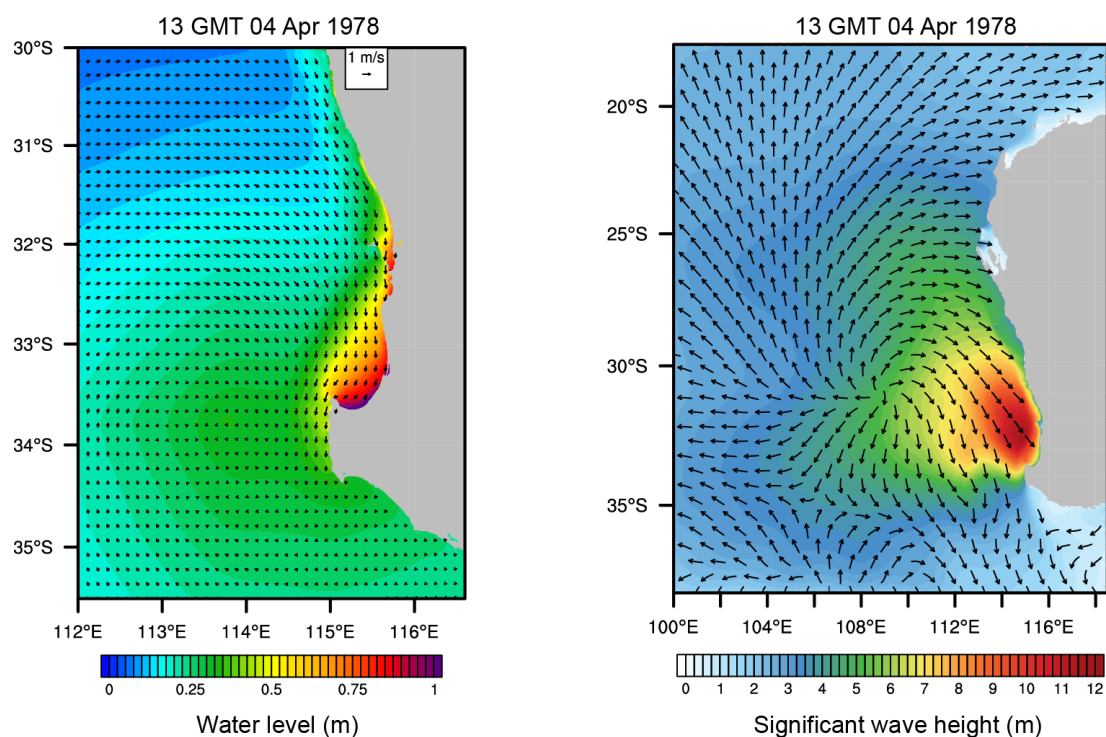 13 GMT 04 Apr 1978
30°S
31°S
32°S
33°S
34°S
35°S
1 m/s
112°E 113°E 114°E 115°E 116°E
0 0.25 0.5 0.75 1
Water level (m)
13 GMT 04 Apr 1978
20°S
25°S
30°S
35°S
100°E 104°E 108°E 112°E 116°E
0 1 2 3 4 5 6 7 8 9 10 11 12
Significant wave height (m)